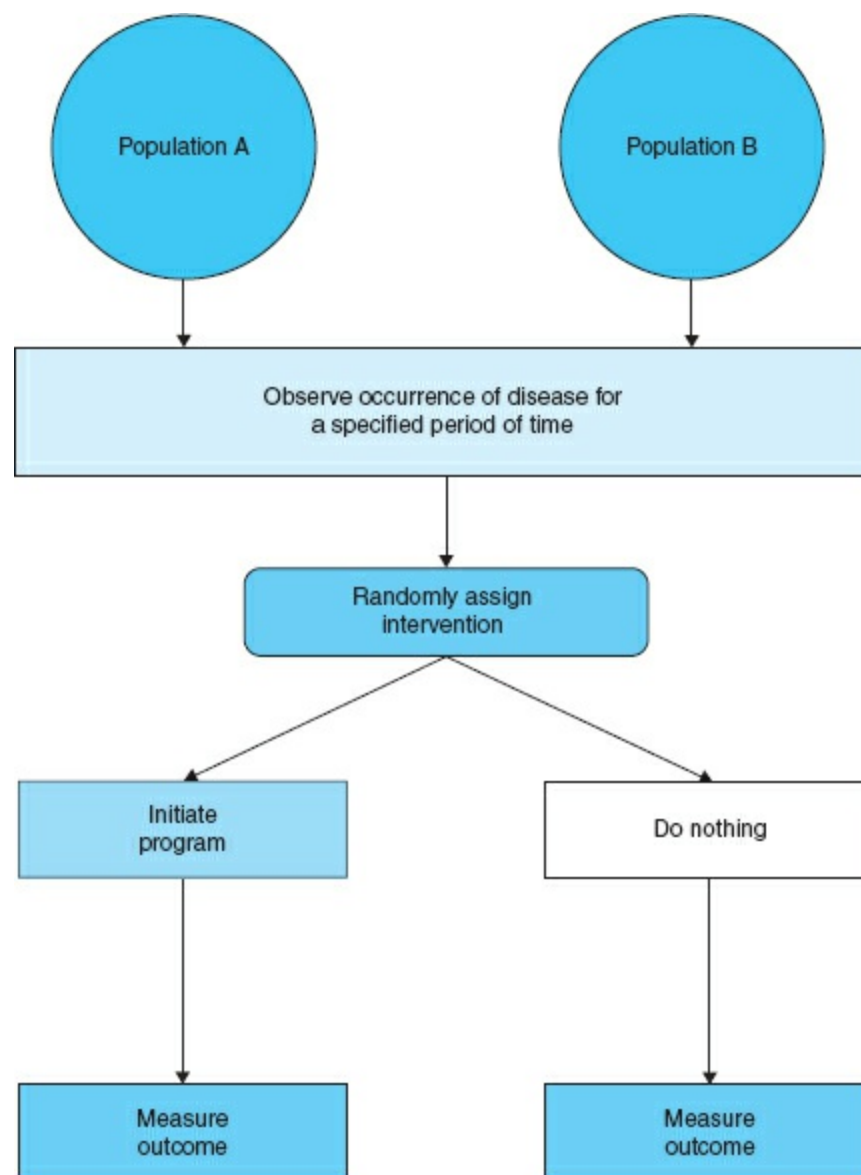 Population A
Population B
Observe occurrence of disease for
a specified period of time
Randomly assign
intervention
Initiate
program
Do nothing
Measure
outcome
Measure
outcome